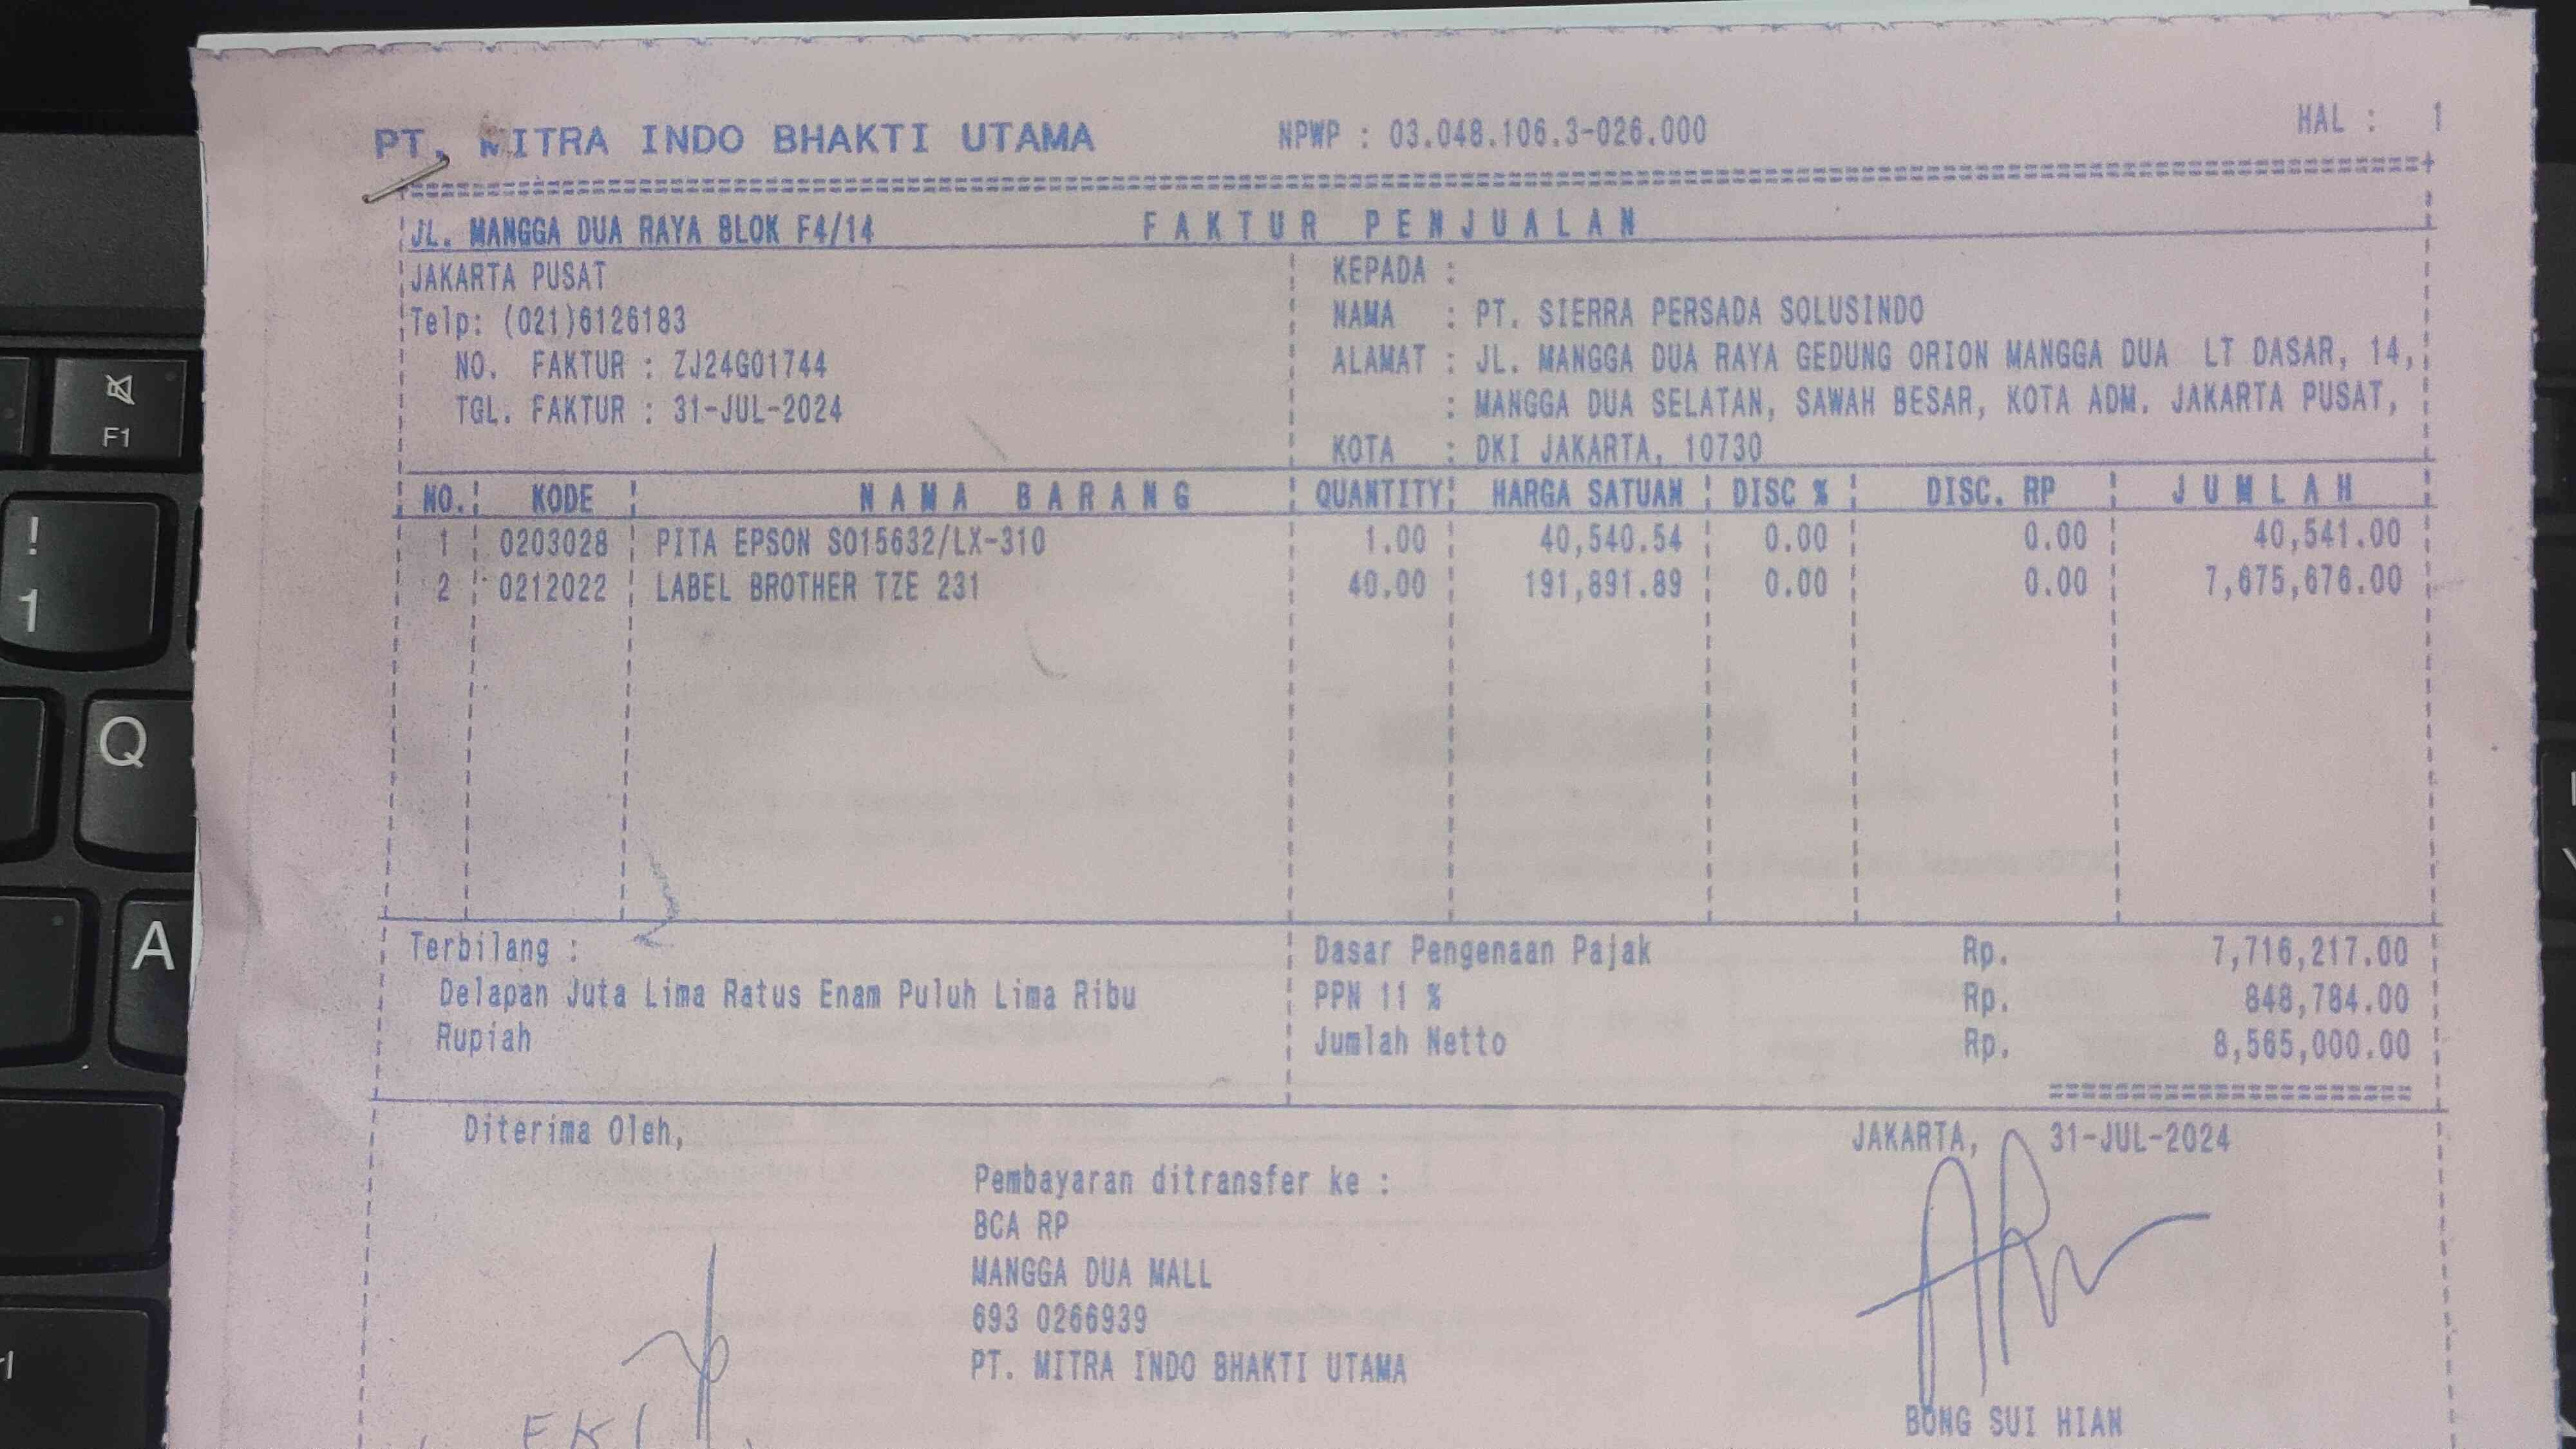 PT. MITRA INDO BHAKTI UTAMA NPWP : 03.048.106.3-026.000 HAL : 1
JL. MANGGA DUA RAYA BLOK F4/14 FAKTUR PENJUALAN
JAKARTA PUSAT
Telp: (021)6126183
NO. FAKTUR : ZJ24G01744
TGL. FAKTUR : 31-JUL-2024
KEPADA :
NAMA : PT. SIERRA PERSADA SOLUSINDO
ALAMAT : JL. MANGGA DUA RAYA GEDUNG ORION MANGGA DUA LT DASAR, 14,
: MANGGA DUA SELATAN, SAWAH BESAR, KOTA ADM. JAKARTA PUSAT,
KOTA : DKI JAKARTA, 10730
NO. KODE NAMA BARANG QUANTITY HARGA SATUAN DISC % DISC. RP JUMLAH
1 0203028 PITA EPSON SO15632/LX-310 1.00 40,540.54 0.00 0.00 40,541.00
2 0212022 LABEL BROTHER TZE 231 40.00 191,891.89 0.00 0.00 7,675,676.00
Terbilang :
Delapan Juta Lima Ratus Enam Puluh Lima Ribu
Rupiah
Dasar Pengenaan Pajak Rp. 7,716,217.00
PPN 11 % Rp. 848,784.00
Jumlah Netto Rp. 8,565,000.00
Diterima Oleh,
EKI
Pembayaran ditransfer ke :
BCA RP
MANGGA DUA MALL
693 0266939
PT. MITRA INDO BHAKTI UTAMA
JAKARTA, 31-JUL-2024
BONG SUI HIAN
F1
!
1
Q
A